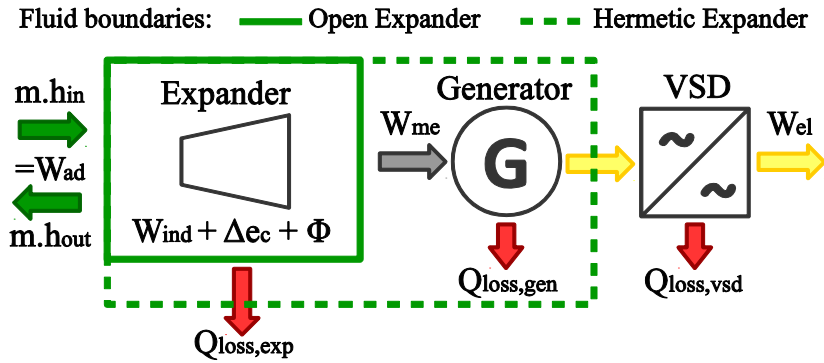 Fluid boundaries: Open Expander Hermetic Expander
m.hin
=Wad
m.hout
Expander
Wind + Δec + Φ
Qloss,exp
Wme
Generator
G
Qloss,gen
VSD
~
~
Qloss,vsd
Wel